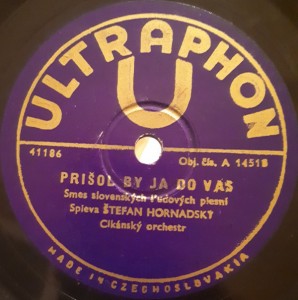 ULTRAPHON
U
41186 Obj. čís. A 14518
PRIŠOL BY JA DO VÁS
Smes slovenských ľudových piesní
Spieva ŠTEFAN HORNADSKÝ
Cikánský orchestr
MADE IN CZECHOSLOVAKIA